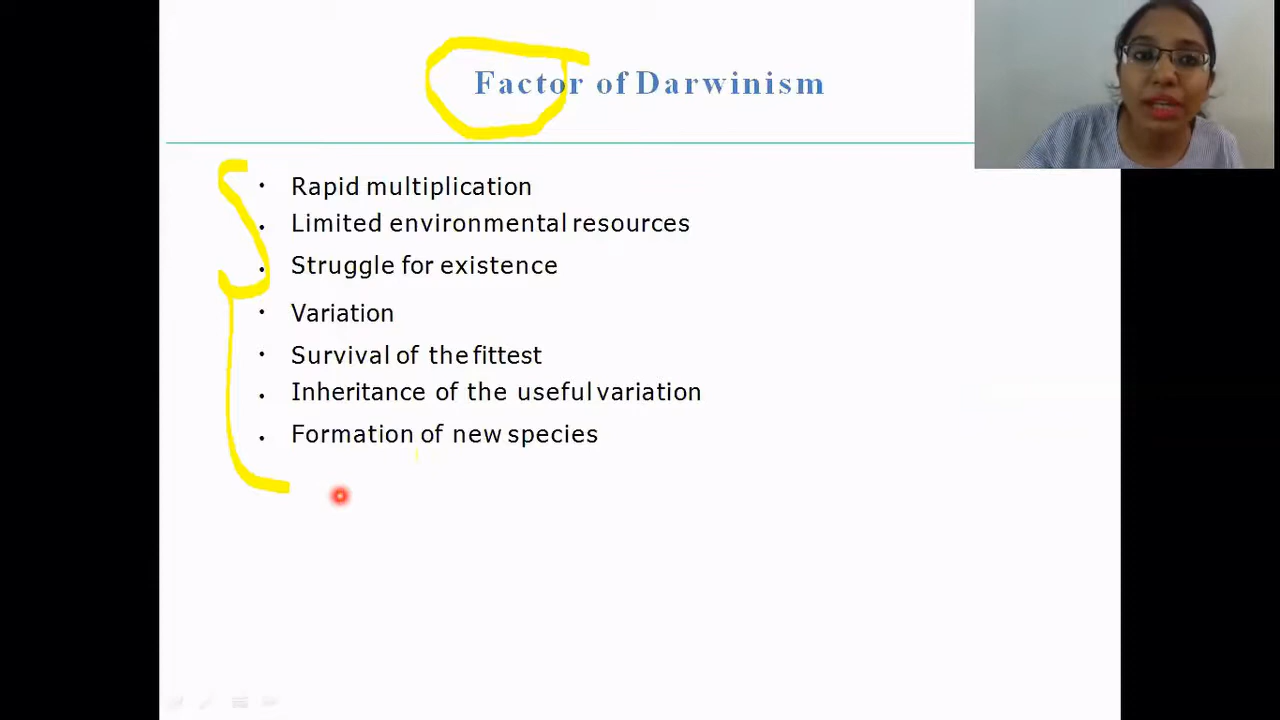 Factor of Darwinism
• Rapid multiplication
• Limited environmental resources
• Struggle for existence
• Variation
• Survival of the fittest
• Inheritance of the useful variation
• Formation of new species